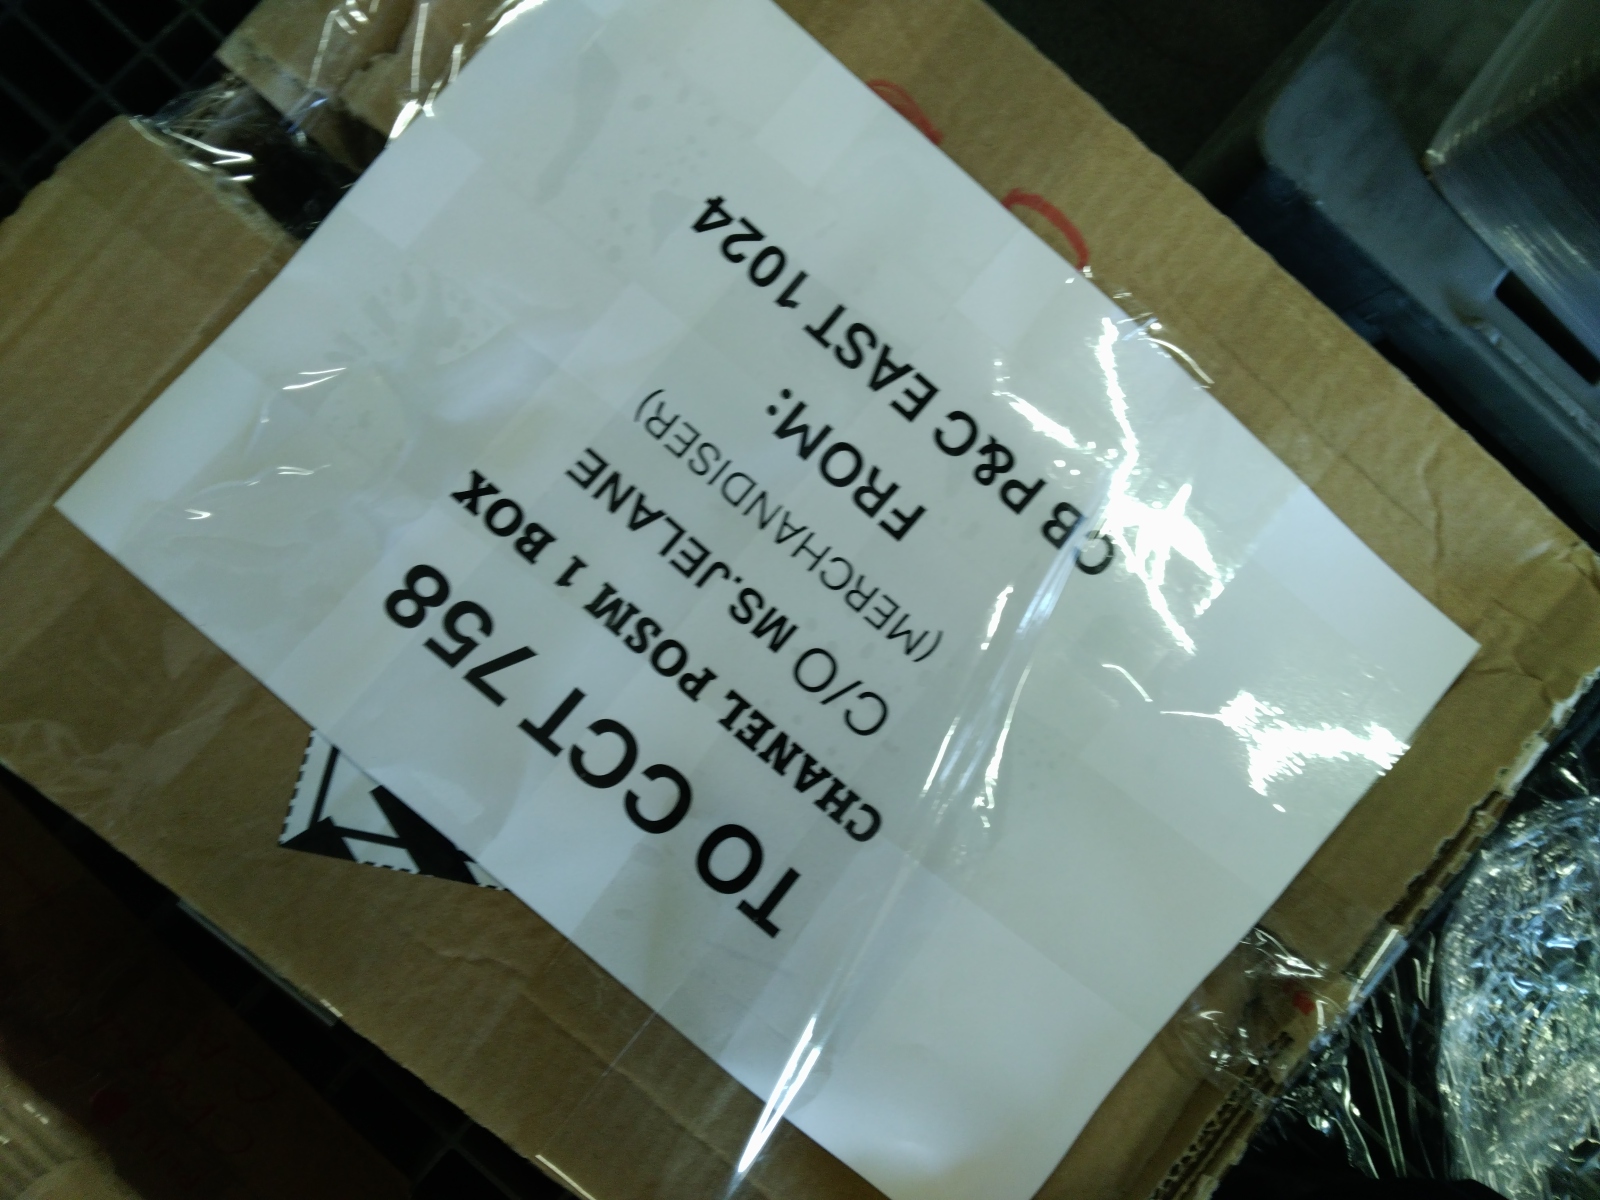 TO CCT 758
CHANEL POSM 1 BOX
C/O MS.JELANE
(MERCHANDISER)
FROM:
CB P&C EAST 1024